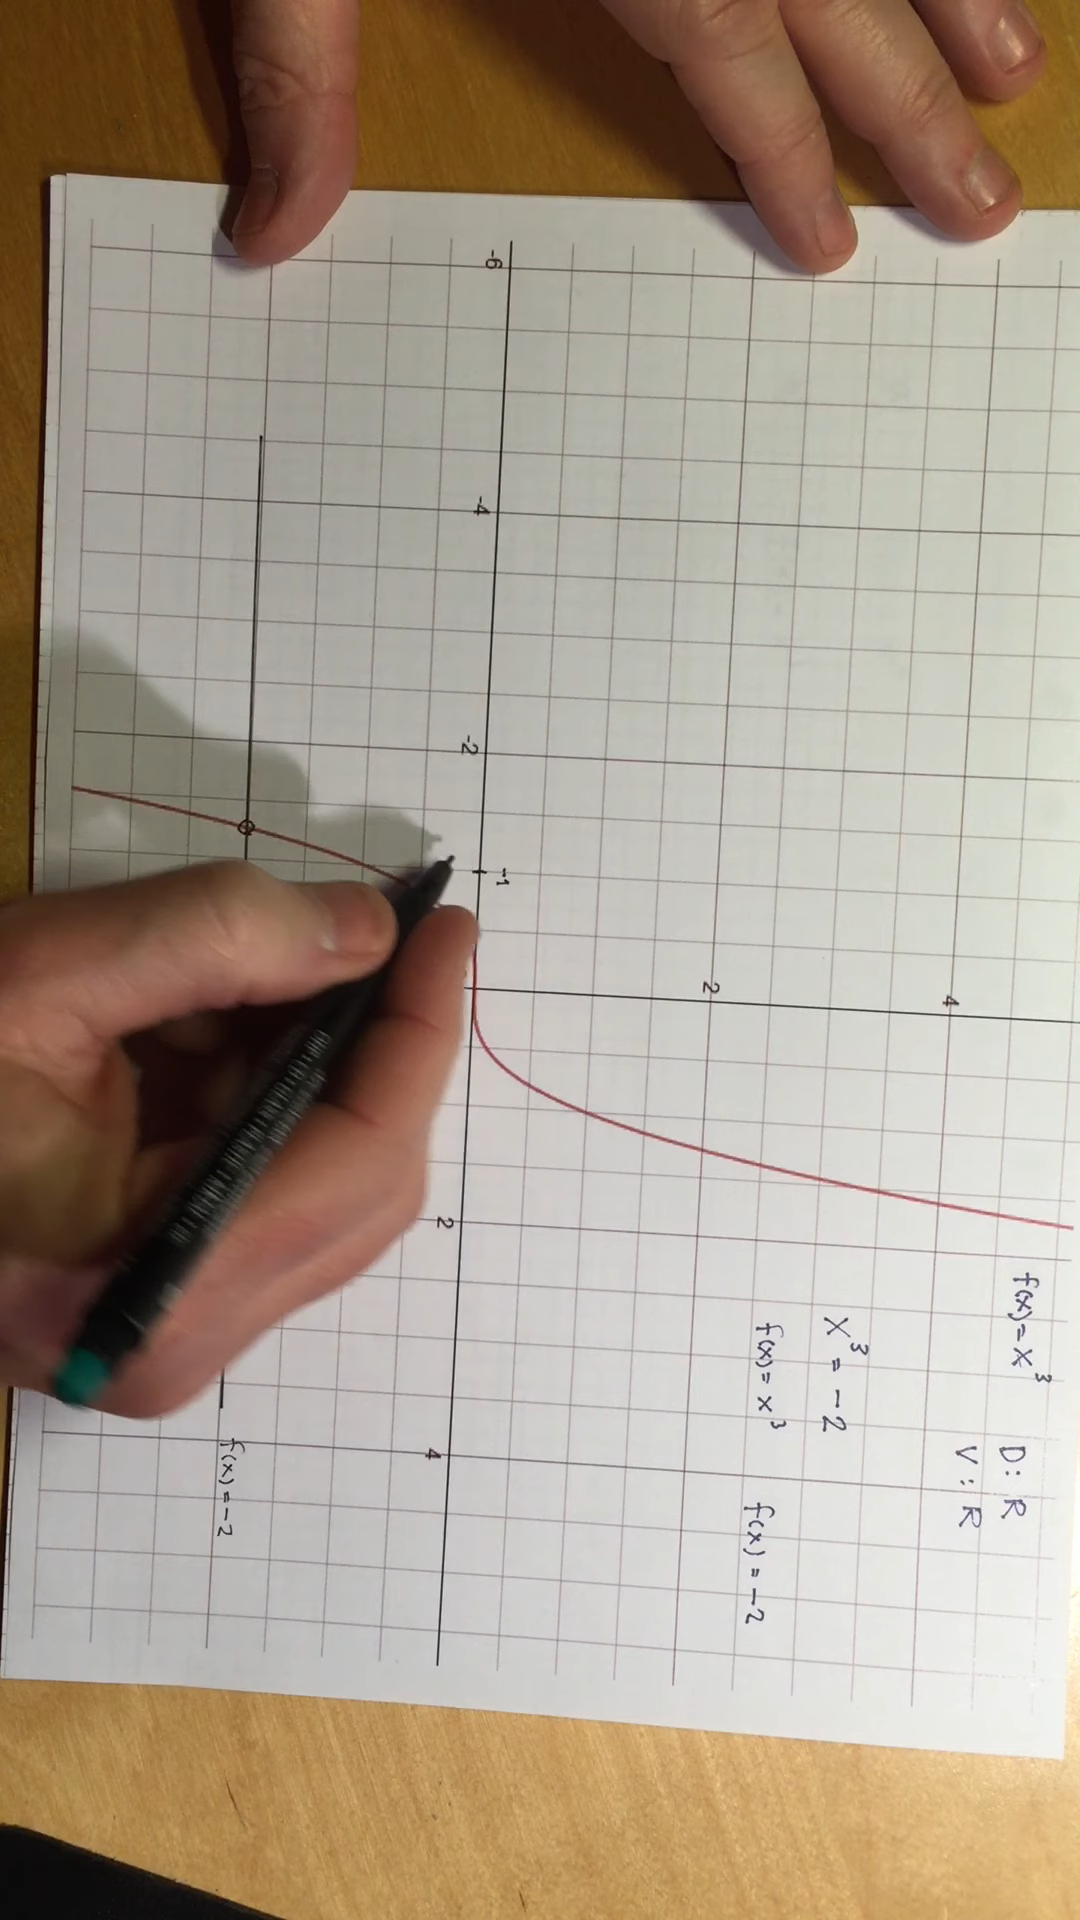 f(x) = x³ D: R
V: R
x³ = -2
f(x) = x³ f(x) = -2
4
2
-6 -4 -2 -1 2 4
f(x) = -2